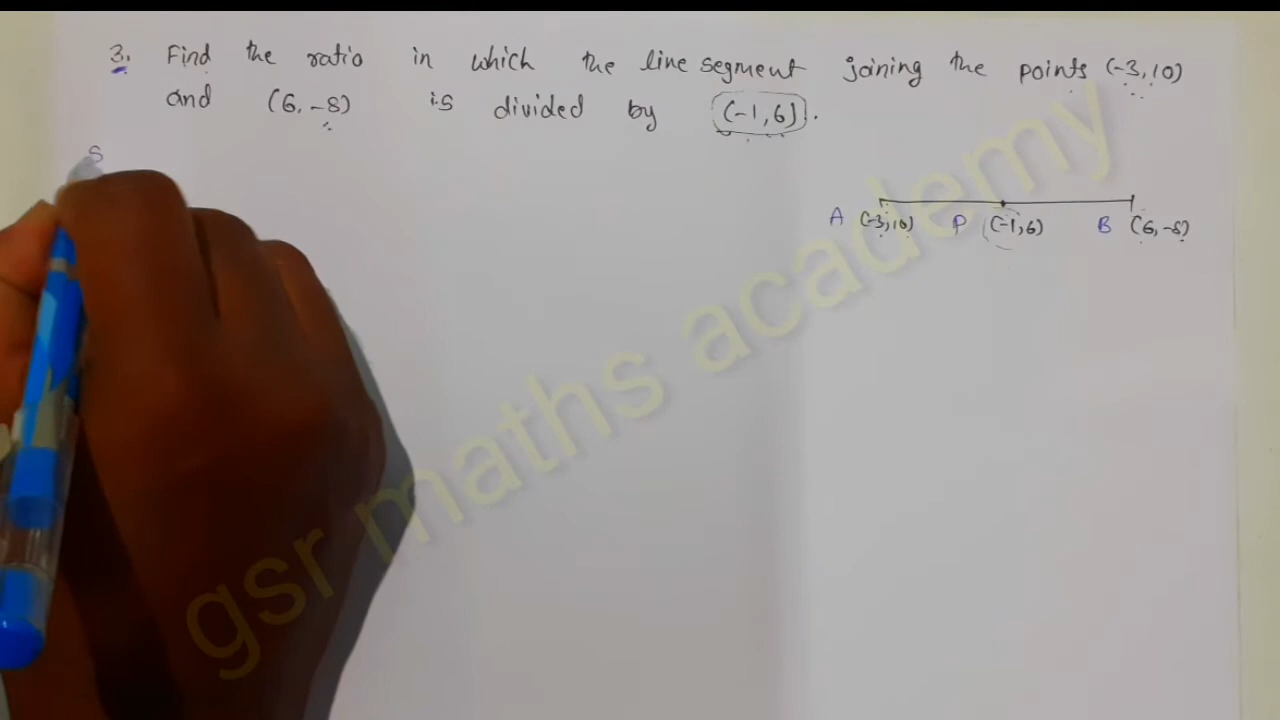 3. Find the ratio in which the line segment joining the points (-3, 10)
and (6, -8) is divided by (-1, 6).
S
A (-3, 10) P (-1, 6) B (6, -8)
gsr maths academy